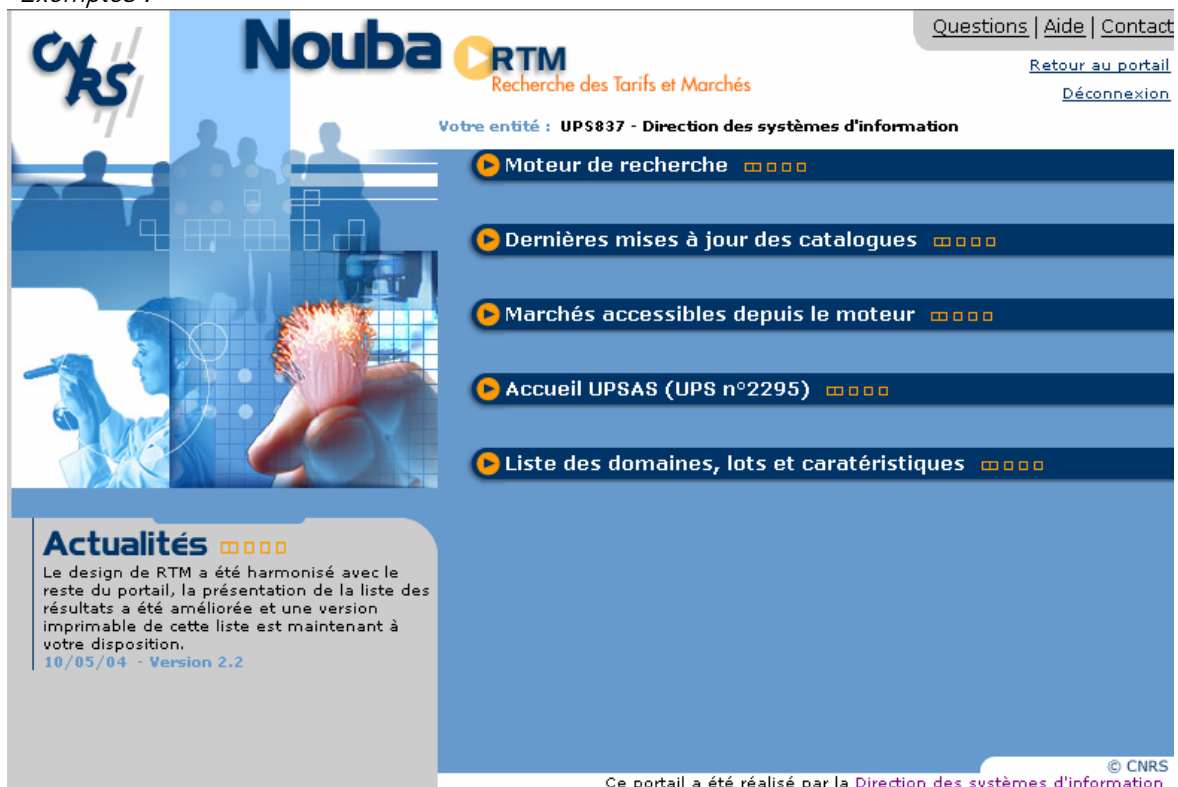 Exemples :
CNRS
Nouba RTM
Recherche des Tarifs et Marchés
Questions | Aide | Contact
Retour au portail
Déconnexion
Votre entité : UPS837 - Direction des systèmes d'information
Moteur de recherche
Dernières mises à jour des catalogues
Marchés accessibles depuis le moteur
Accueil UPSAS (UPS n°2295)
Liste des domaines, lots et caratéristiques
Actualités
Le design de RTM a été harmonisé avec le
reste du portail, la présentation de la liste des
résultats a été améliorée et une version
imprimable de cette liste est maintenant à
votre disposition.
10/05/04 - Version 2.2
© CNRS
Ce portail a été réalisé par la Direction des systèmes d'information